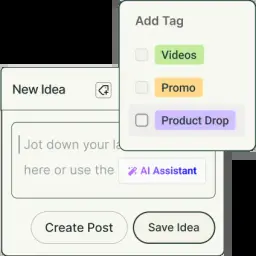 Add Tag
Videos
Promo
Product Drop
New Idea
Jot down your la
here or use the AI Assistant
Create Post
Save Idea